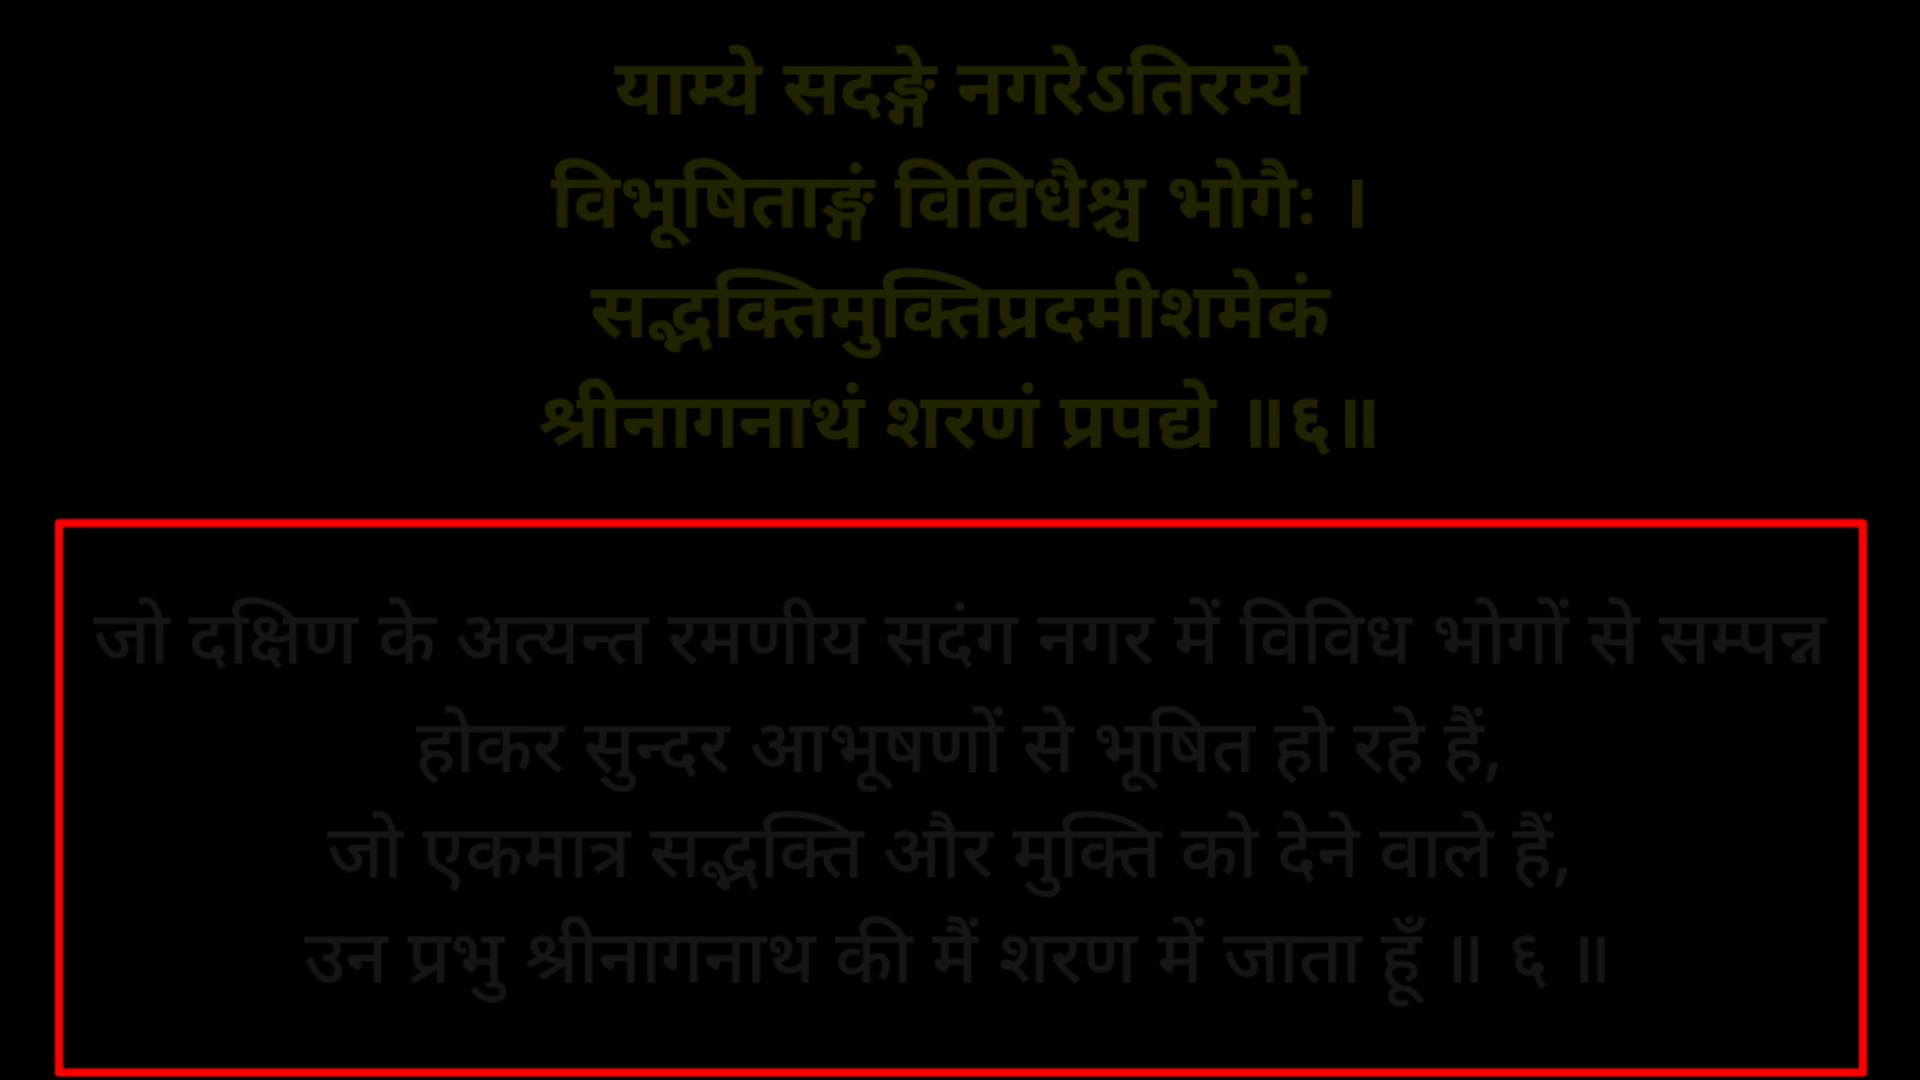 याम्ये सदङ्गे नगरेऽतिरम्ये
विभूषिताङ्गं विविधैश्च भोगैः ।
सद्भक्तिमुक्तिप्रदमीशमेकं
श्रीनागनाथं शरणं प्रपद्ये ॥६॥
जो दक्षिण के अत्यन्त रमणीय सदंग नगर में विविध भोगों से सम्पन्न
होकर सुन्दर आभूषणों से भूषित हो रहे हैं,
जो एकमात्र सद्भक्ति और मुक्ति को देने वाले हैं,
उन प्रभु श्रीनागनाथ की मैं शरण में जाता हूँ ॥ ६ ॥